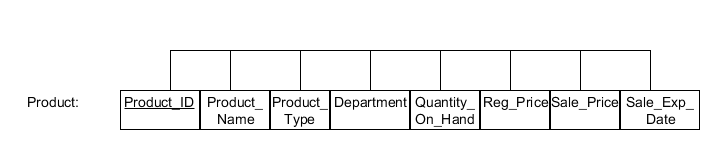 Product: Product_ID Product_ Product_ Department Quantity_ Reg_Price Sale_Price Sale_Exp_
Name Type On_Hand Date